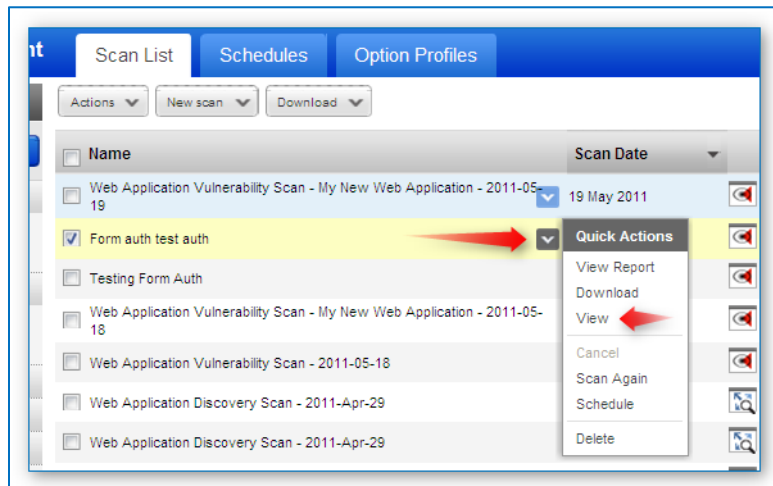 nt
Scan List
Schedules
Option Profiles
Actions
New scan
Download
Name
Scan Date
Web Application Vulnerability Scan - My New Web Application - 2011-05-
19
19 May 2011
Form auth test auth
Quick Actions
Testing Form Auth
View Report
Download
Web Application Vulnerability Scan - My New Web Application - 2011-05-
18
View
Web Application Vulnerability Scan - 2011-05-18
Cancel
Scan Again
Web Application Discovery Scan - 2011-Apr-29
Schedule
Web Application Discovery Scan - 2011-Apr-29
Delete